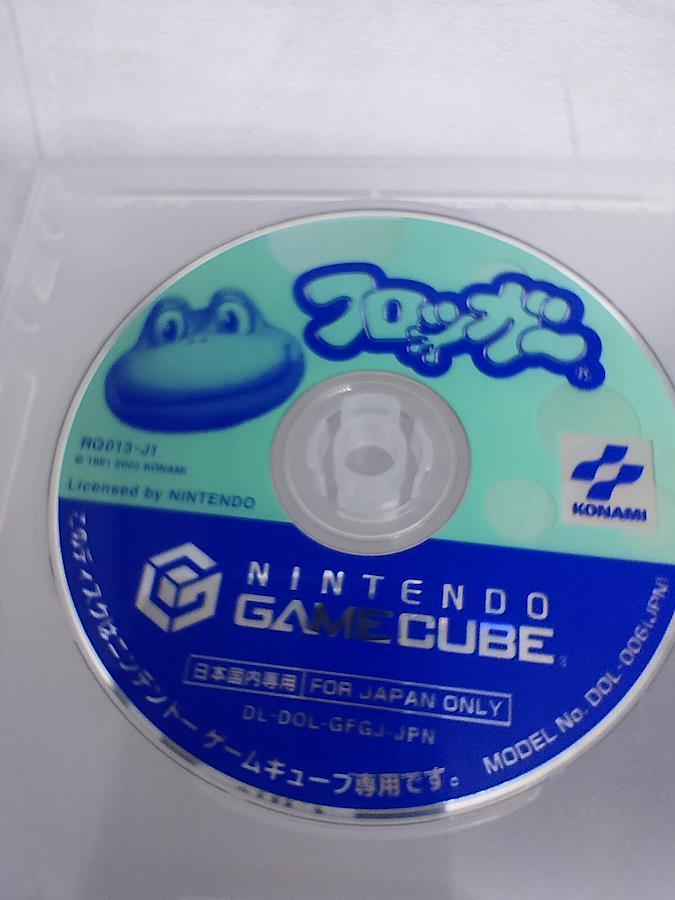 フロッガー®
RG013-J1
© 1981 2003 KONAMI
Licensed by NINTENDO
KONAMI
NINTENDO
GAMECUBE
日本国内専用 FOR JAPAN ONLY
DL-DOL-GFGJ-JPN
このディスクはニンテンドー ゲームキューブ専用です。
MODEL No. DOL-006(JPN)